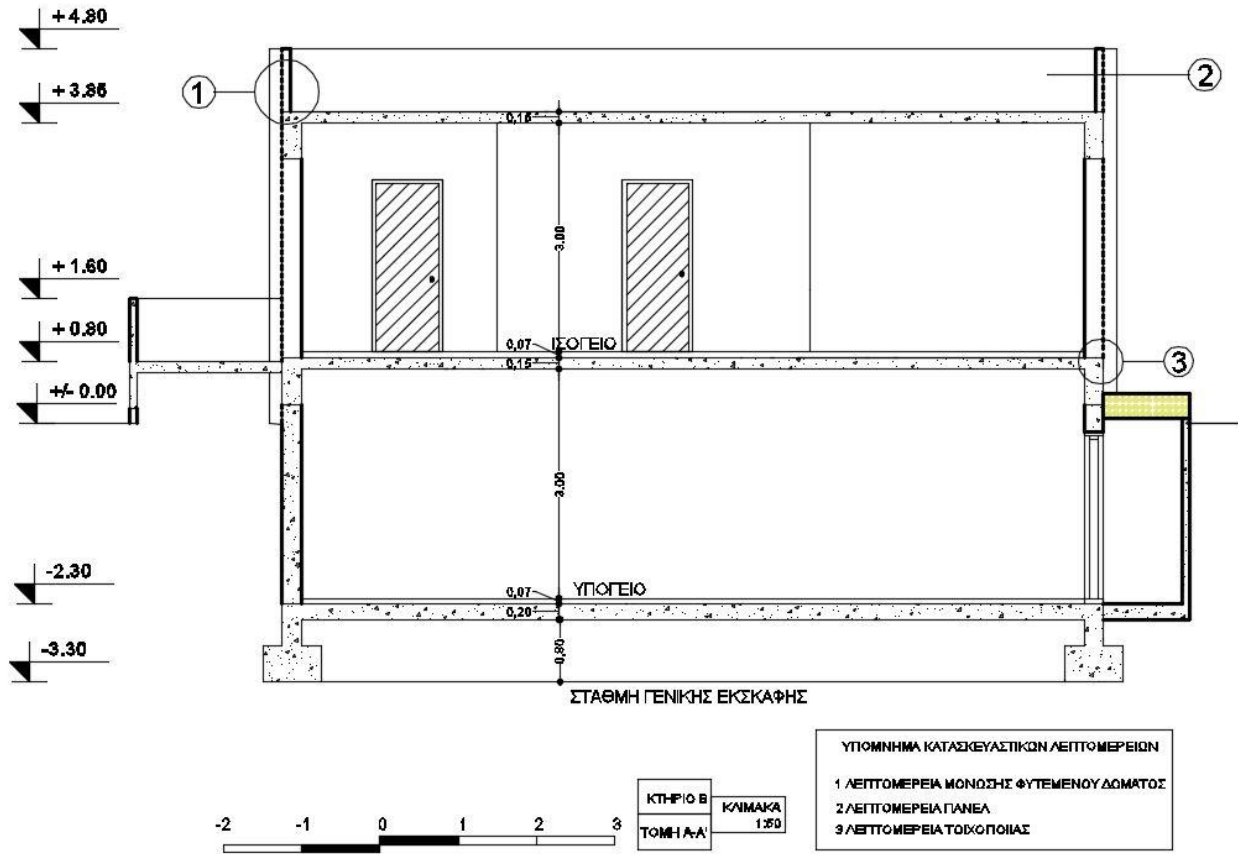 + 4.80
1
2
+ 3.85
0,15
3.00
+ 1.60
+ 0.80
0,07
ΙΣΟΓΕΙΟ
0,15
3
+/- 0.00
3.00
-2.30
0,07
ΥΠΟΓΕΙΟ
0,20
-3.30
0,80
ΣΤΑΘΜΗ ΓΕΝΙΚΗΣ ΕΚΣΚΑΦΗΣ
ΥΠΟΜΝΗΜΑ ΚΑΤΑΣΚΕΥΑΣΤΙΚΩΝ ΛΕΠΤΟΜΕΡΕΙΩΝ
1 ΛΕΠΤΟΜΕΡΕΙΑ ΜΟΝΩΣΗΣ ΦΥΤΕΜΕΝΟΥ ΔΩΜΑΤΟΣ
2 ΛΕΠΤΟΜΕΡΕΙΑ ΠΑΝΕΛ
3 ΛΕΠΤΟΜΕΡΕΙΑ ΤΟΙΧΟΠΟΙΙΑΣ
ΚΤΗΡΙΟ Β
ΤΟΜΗ Α-Α'
ΚΛΙΜΑΚΑ
1:50
-2 -1 0 1 2 3